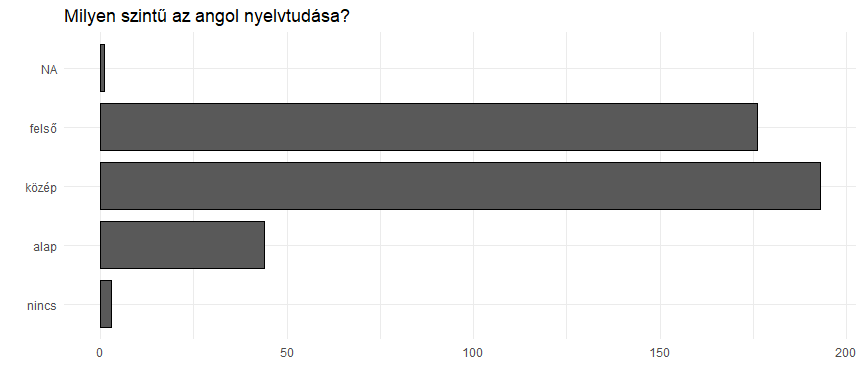 Milyen szintű az angol nyelvtudása?
NA
felső
közép
alap
nincs
0 50 100 150 200